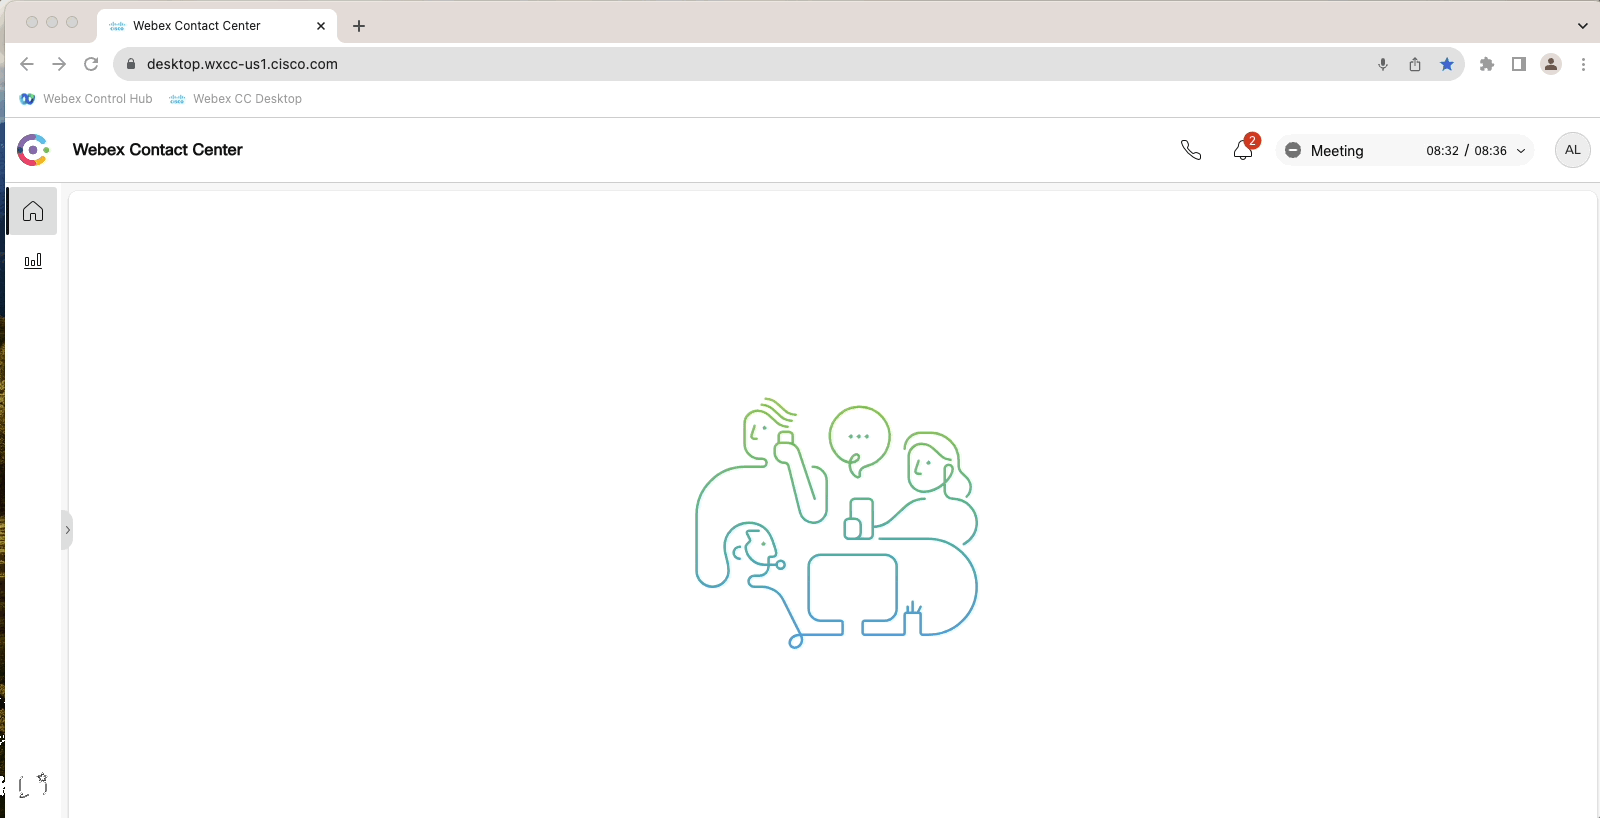 Webex Contact Center
desktop.wxcc-us1.cisco.com
Webex Control Hub
Webex CC Desktop
Webex Contact Center
2
Meeting
08:32 / 08:36
AL